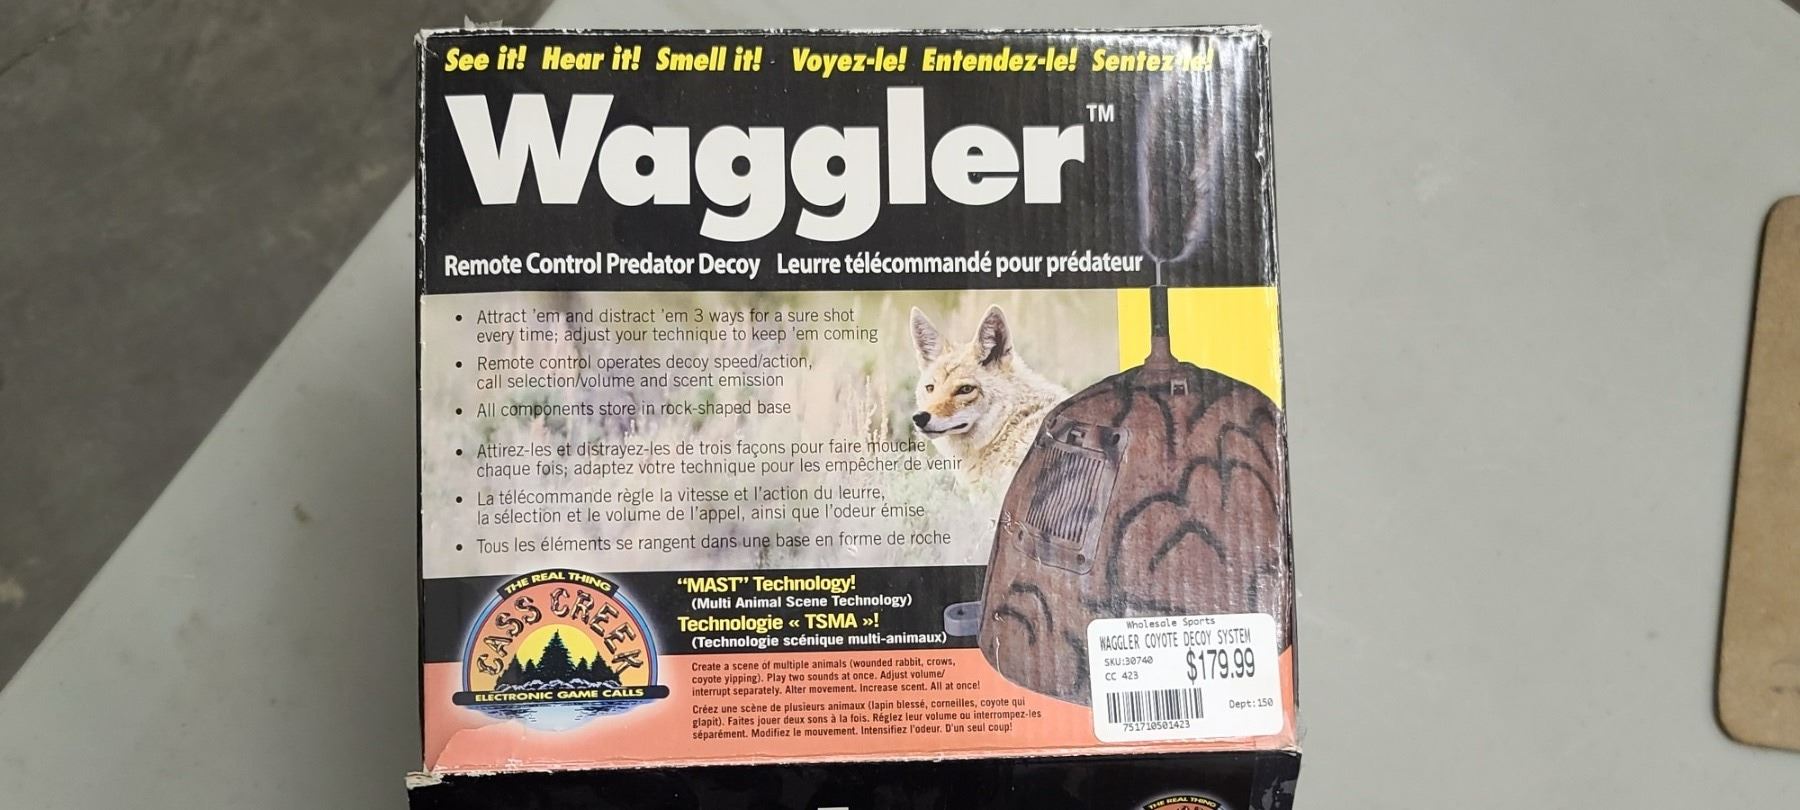 See it! Hear it! Smell it! · Voyez-le! Entendez-le! Sentez-le!
Waggler™
Remote Control Predator Decoy Leurre télécommandé pour prédateur
• Attract 'em and distract 'em 3 ways for a sure shot
every time; adjust your technique to keep 'em coming
• Remote control operates decoy speed/action,
call selection/volume and scent emission
• All components store in rock-shaped base
• Attirez-les et distrayez-les de trois façons pour faire mouche
chaque fois; adaptez votre technique pour les empêcher de venir
• La télécommande règle la vitesse et l'action du leurre,
la sélection et le volume de l'appel, ainsi que l'odeur émise
• Tous les éléments se rangent dans une base en forme de roche
THE REAL THING
CASS CREEK
ELECTRONIC GAME CALLS
"MAST" Technology!
(Multi Animal Scene Technology)
Technologie « TSMA »!
(Technologie scénique multi-animaux)
Create a scene of multiple animals (wounded rabbit, crows,
coyote yipping). Play two sounds at once. Adjust volume/
interrupt separately. Alter movement. Increase scent. All at once!
Créez une scène de plusieurs animaux (lapin blessé, corneilles, coyote qui
glapit). Faites jouer deux sons à la fois. Réglez leur volume ou interrompez-les
séparément. Modifiez le mouvement. Intensifiez l'odeur. D'un seul coup!
Wholesale Sports
WAGGLER COYOTE DECOY SYSTEM
SKU:30740
$179.99
CC 423
Dept:150
751710501423
THE REAL THING